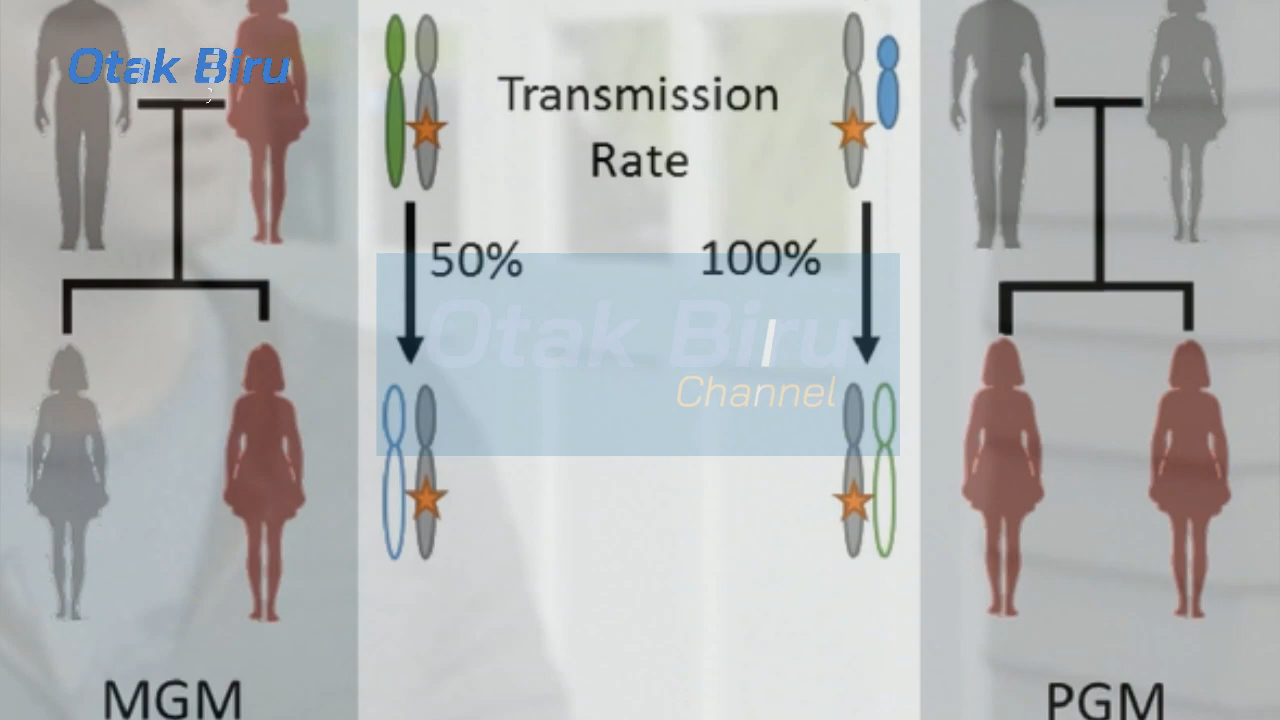 Otak Biru
Transmission
Rate
50%
100%
Otak Biru
Channel
MGM
PGM